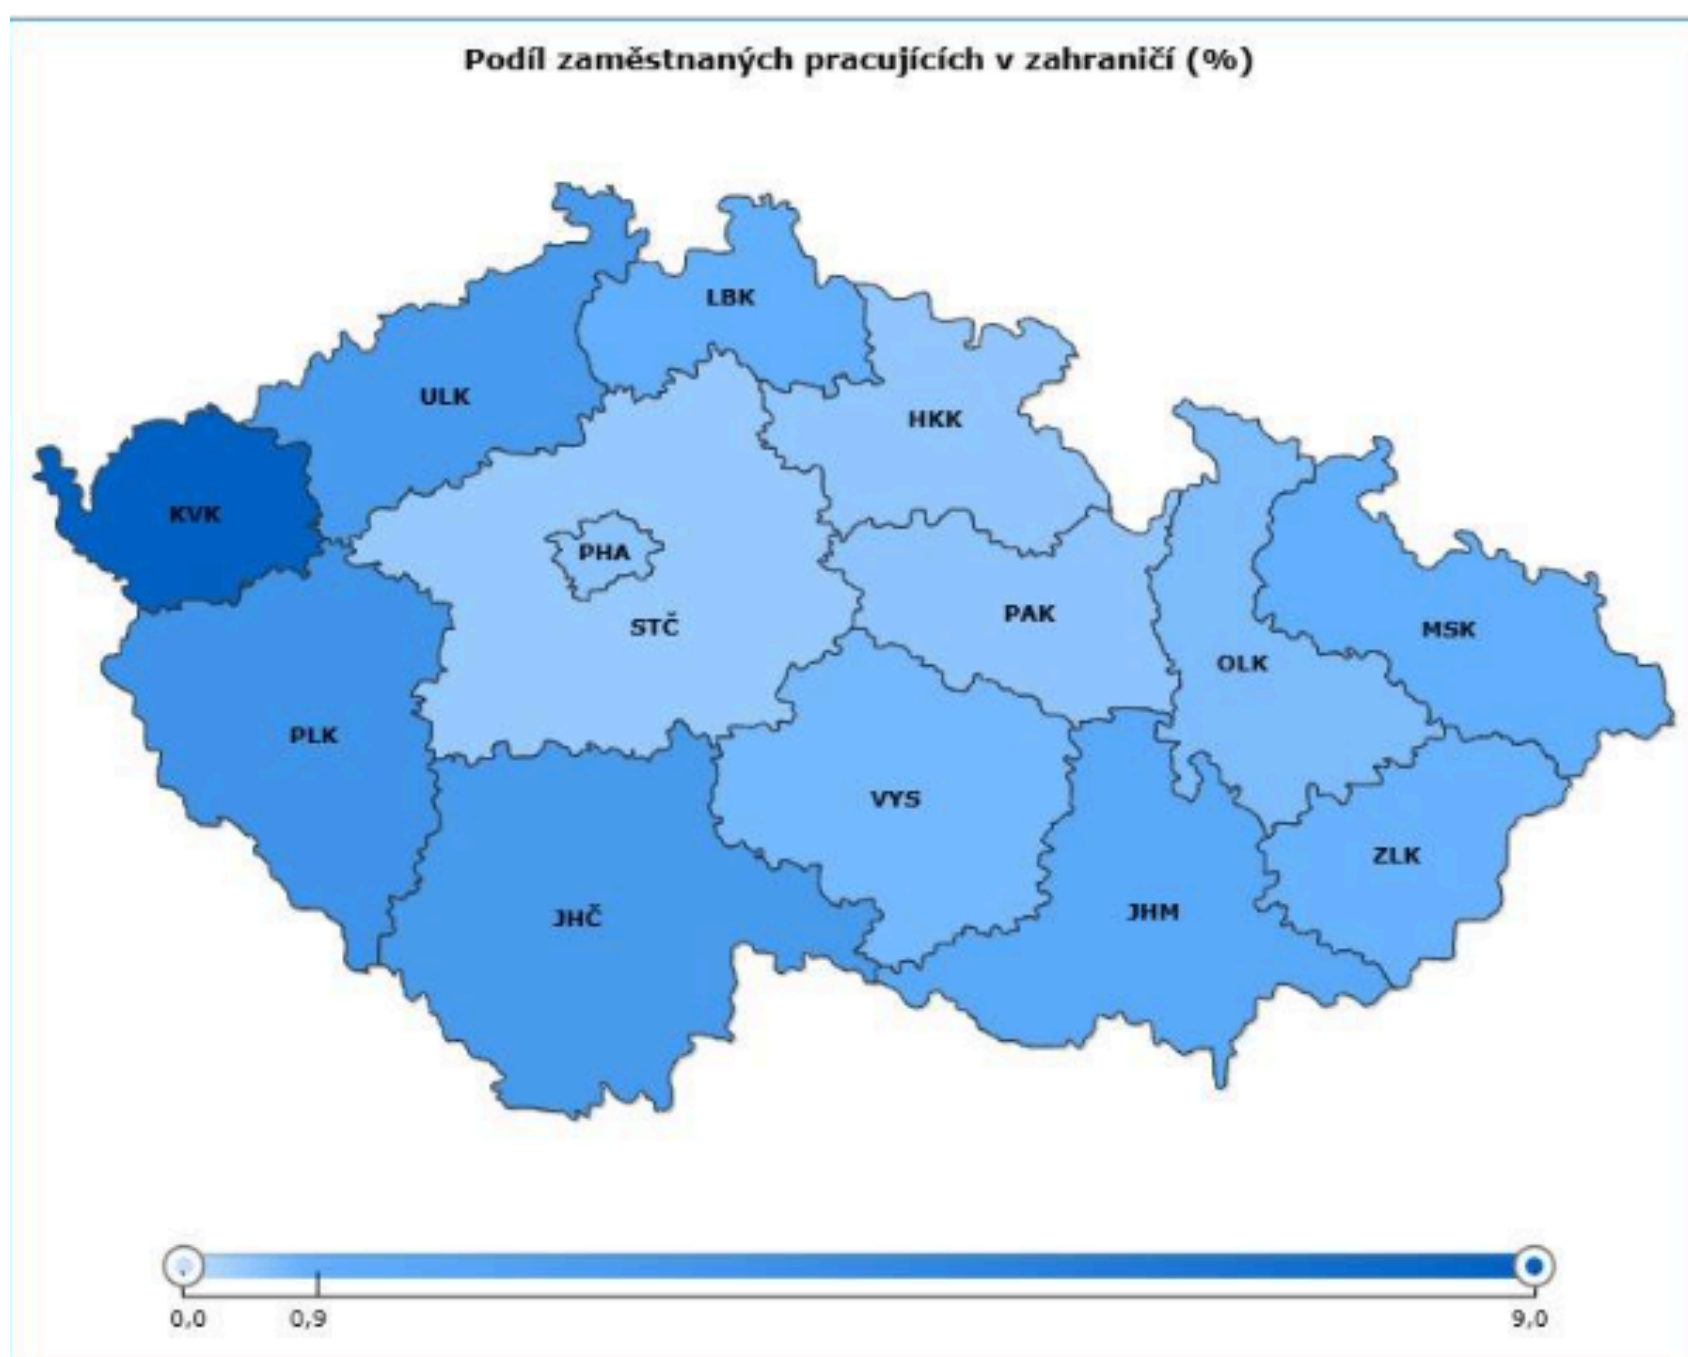 Podíl zaměstnaných pracujících v zahraničí (%)
LBK
ULK
HKK
KVK
PHA
PAK
STČ
MSK
OLK
PLK
VYS
ZLK
JHČ
JHM
0,0 0,9 9,0